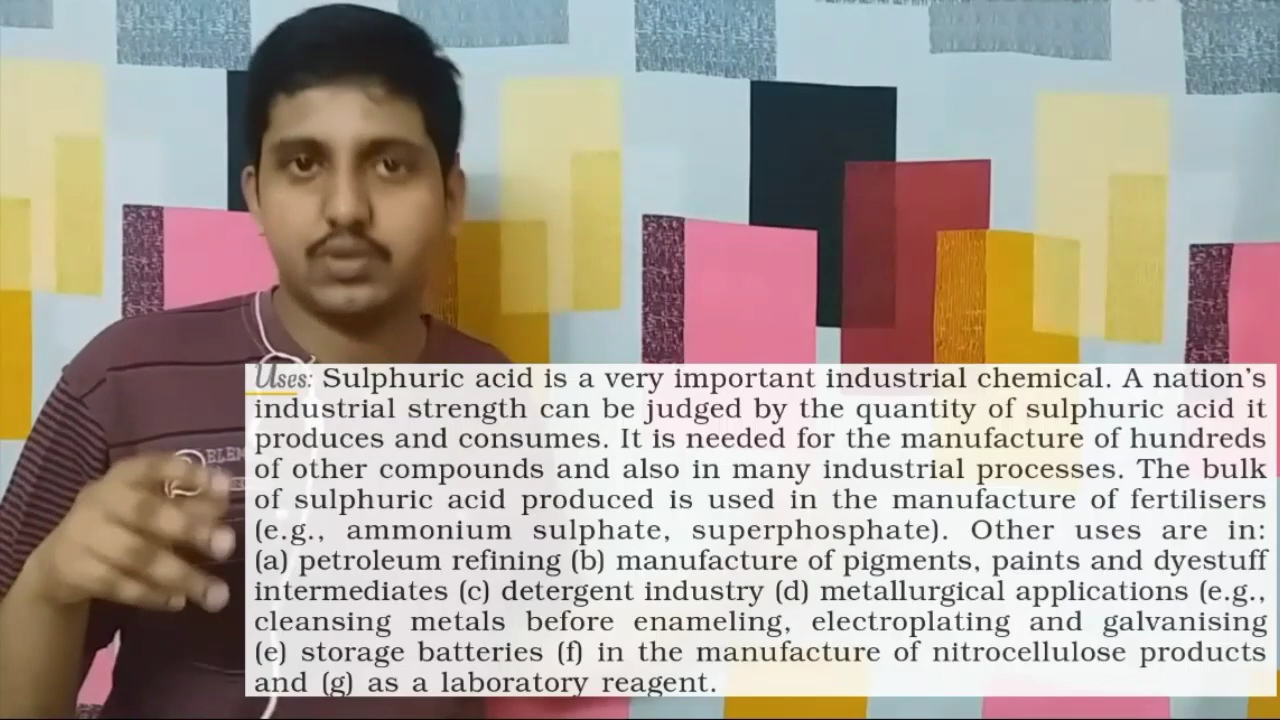 Uses: Sulphuric acid is a very important industrial chemical. A nation's
industrial strength can be judged by the quantity of sulphuric acid it
produces and consumes. It is needed for the manufacture of hundreds
of other compounds and also in many industrial processes. The bulk
of sulphuric acid produced is used in the manufacture of fertilisers
(e.g., ammonium sulphate, superphosphate). Other uses are in:
(a) petroleum refining (b) manufacture of pigments, paints and dyestuff
intermediates (c) detergent industry (d) metallurgical applications (e.g.,
cleansing metals before enameling, electroplating and galvanising
(e) storage batteries (f) in the manufacture of nitrocellulose products
and (g) as a laboratory reagent.